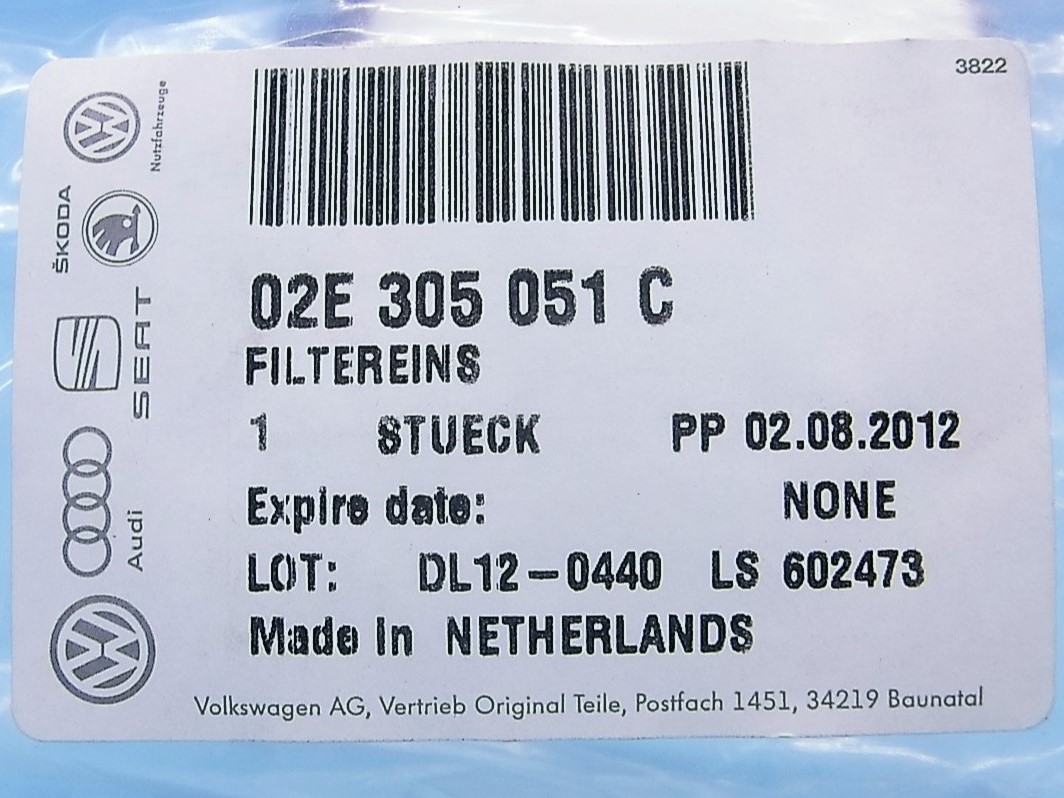 3822
Nutzfahrzeuge
ŠKODA
SEAT
Audi
02E 305 051 C
FILTEREINS
1 STUECK PP 02.08.2012
Expire date: NONE
LOT: DL12-0440 LS 602473
Made In NETHERLANDS
Volkswagen AG, Vertrieb Original Teile, Postfach 1451, 34219 Baunatal